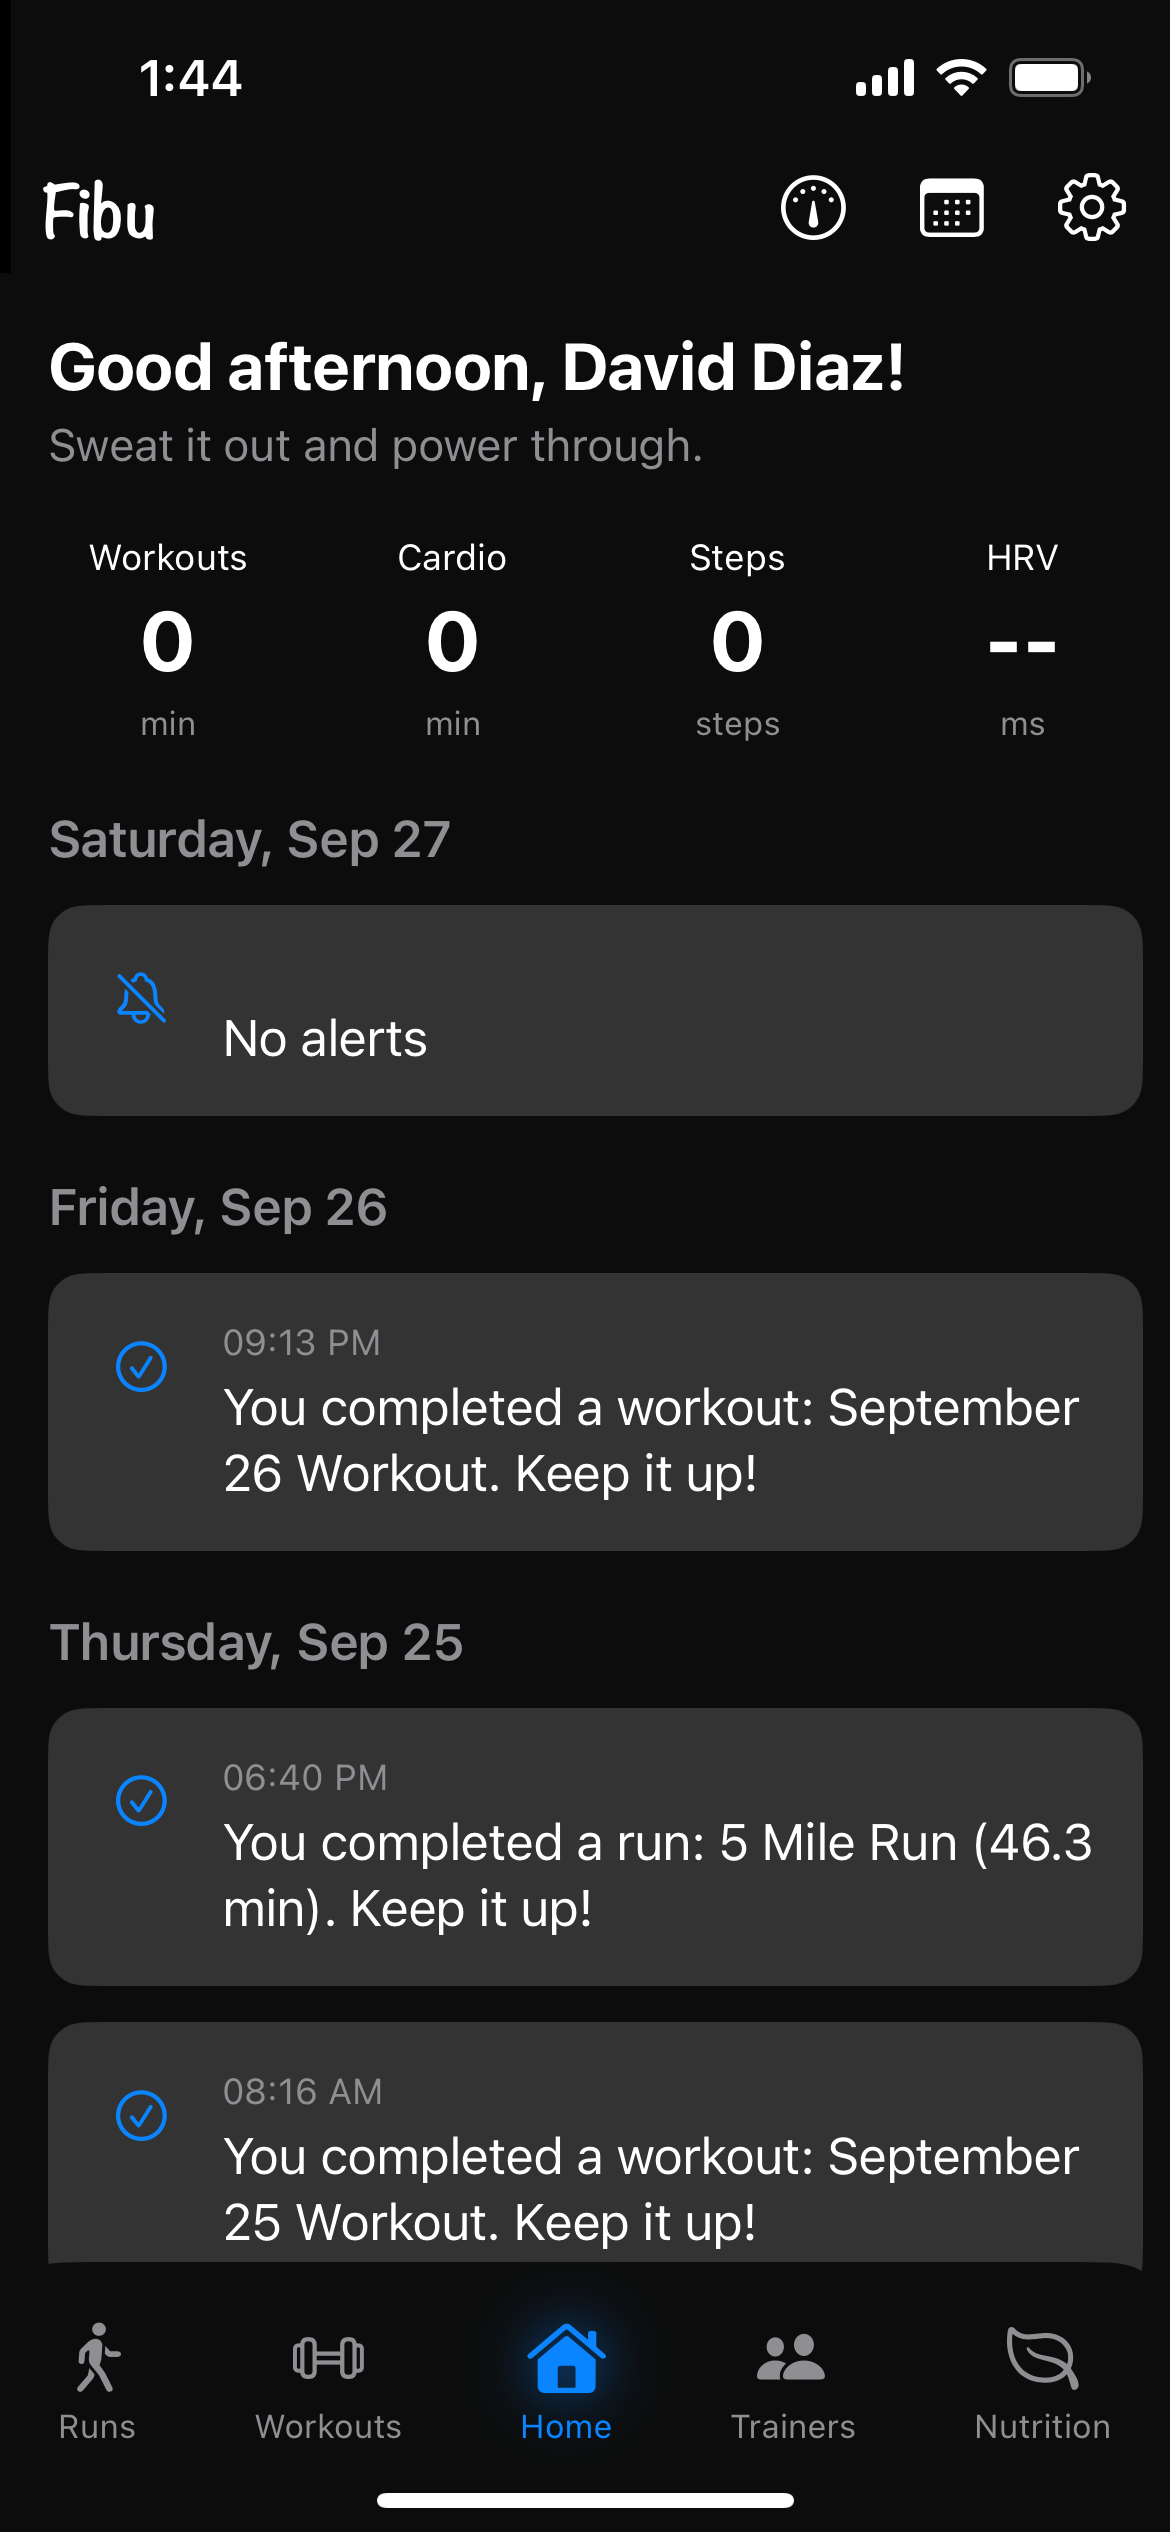 1:44
Fibu
Good afternoon, David Diaz!
Sweat it out and power through.
Workouts Cardio Steps HRV
0 0 0 --
min min steps ms
Saturday, Sep 27
No alerts
Friday, Sep 26
09:13 PM
You completed a workout: September
26 Workout. Keep it up!
Thursday, Sep 25
06:40 PM
You completed a run: 5 Mile Run (46.3
min). Keep it up!
08:16 AM
You completed a workout: September
25 Workout. Keep it up!
Runs Workouts Home Trainers Nutrition